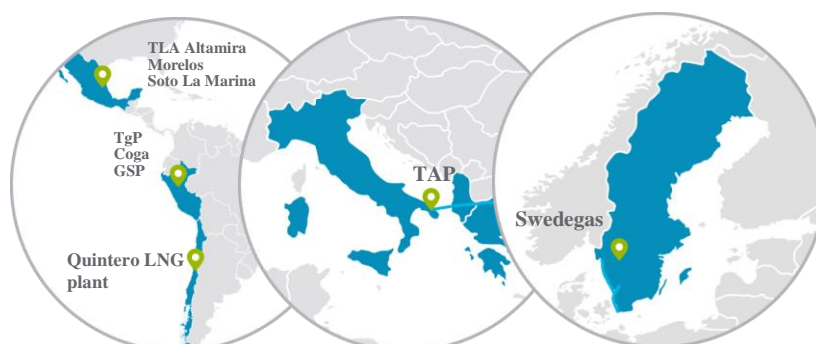 TLA Altamira
Morelos
Soto La Marina
TgP
Coga
GSP
Quintero LNG
plant
TAP
Swedegas